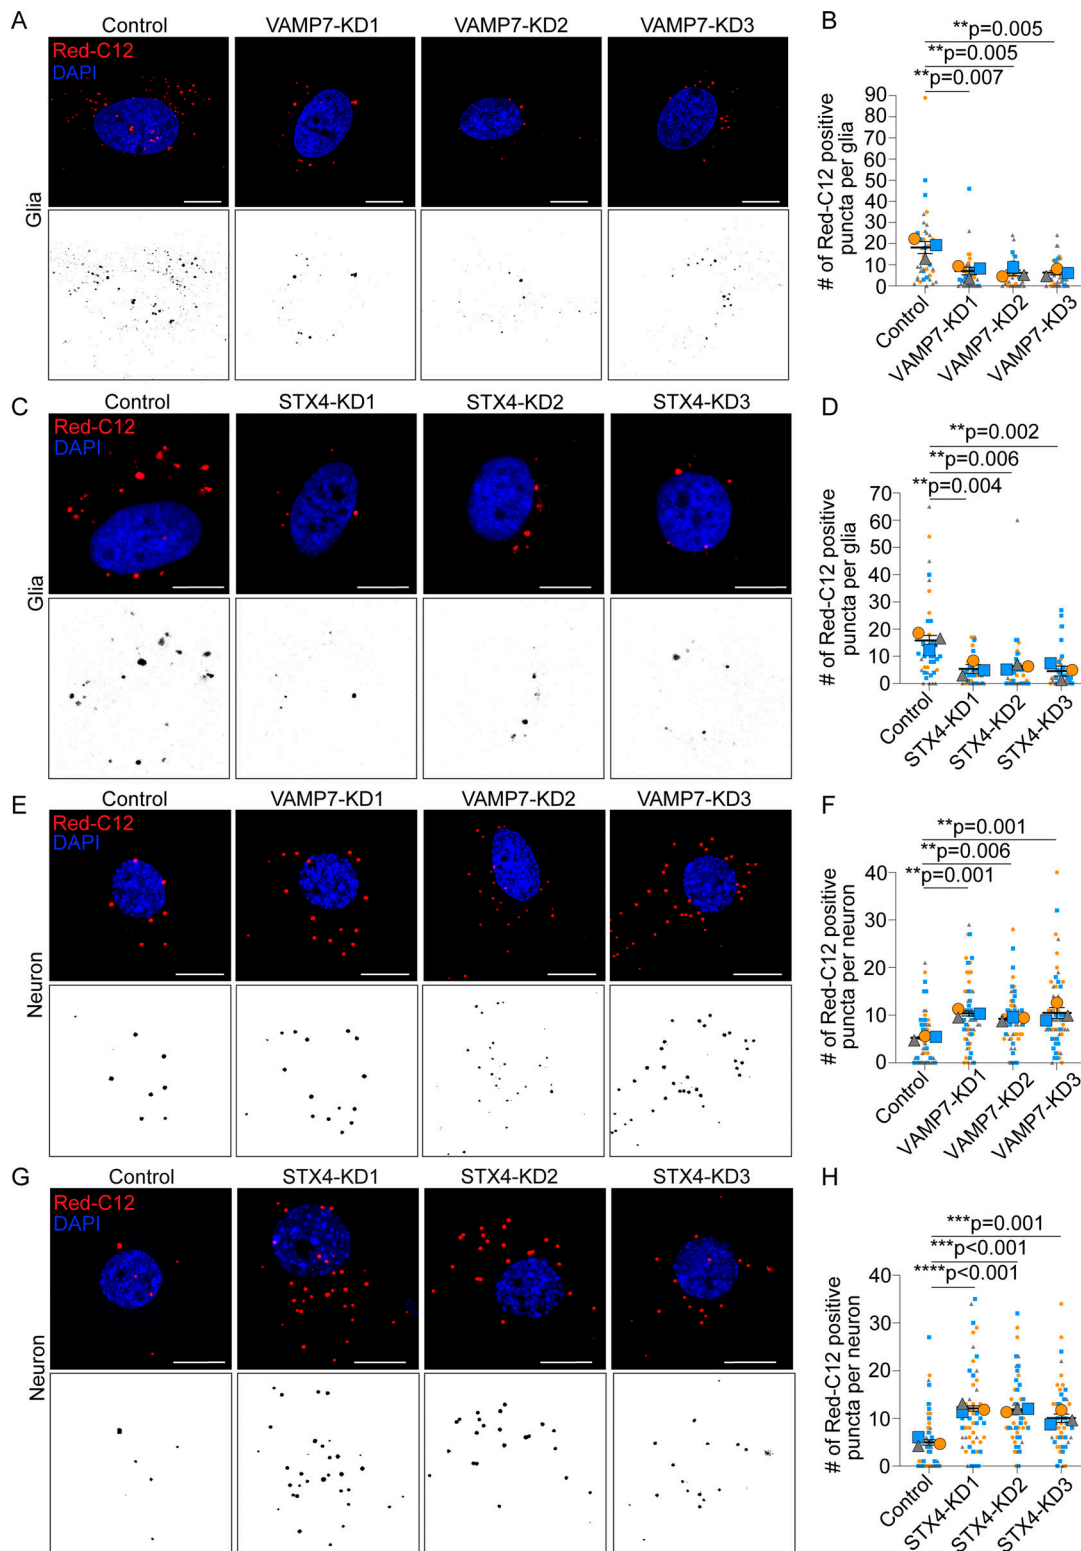 A
Control
VAMP7-KD1
VAMP7-KD2
VAMP7-KD3
Red-C12
DAPI
Glia
B
**p=0.005
**p=0.005
**p=0.007
# of Red-C12 positive
puncta per glia
90
80
70
60
50
40
30
20
10
0
Control
VAMP7-KD1
VAMP7-KD2
VAMP7-KD3
C
Control
STX4-KD1
STX4-KD2
STX4-KD3
Red-C12
DAPI
Glia
D
**p=0.002
**p=0.006
**p=0.004
# of Red-C12 positive
puncta per glia
70
60
50
40
30
20
10
0
Control
STX4-KD1
STX4-KD2
STX4-KD3
E
Control
VAMP7-KD1
VAMP7-KD2
VAMP7-KD3
Red-C12
DAPI
Neuron
F
**p=0.001
**p=0.006
**p=0.001
# of Red-C12 positive
puncta per neuron
40
30
20
10
0
Control
VAMP7-KD1
VAMP7-KD2
VAMP7-KD3
G
Control
STX4-KD1
STX4-KD2
STX4-KD3
Red-C12
DAPI
Neuron
H
***p=0.001
***p<0.001
****p<0.001
# of Red-C12 positive
puncta per neuron
40
30
20
10
0
Control
STX4-KD1
STX4-KD2
STX4-KD3